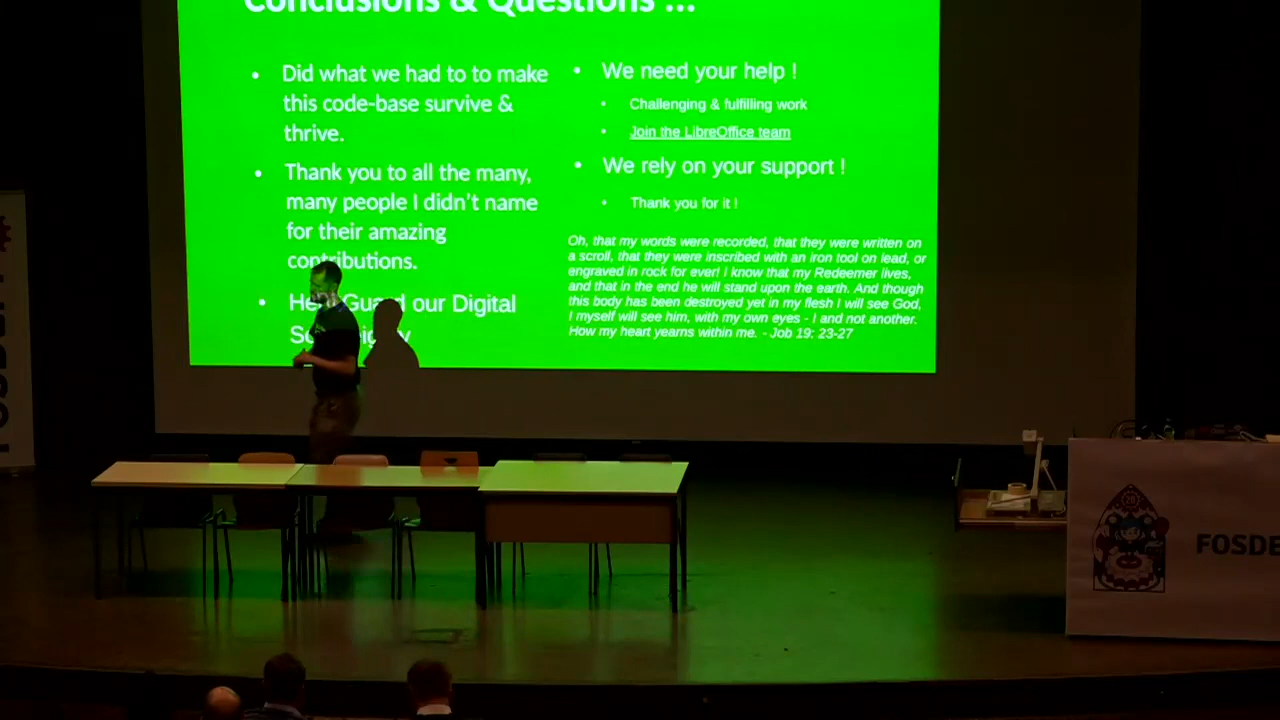 Conclusions & Questions ...
Did what we had to to make
this code-base survive &
thrive.
Thank you to all the many,
many people I didn't name
for their amazing
contributions.
our Digital
We need your help !
Challenging & fulfilling work
Join the LibreOffice team
We rely on your support !
Thank you for it !
Oh, that my words were recorded, that they were written on
a scroll, that they were inscribed with an iron tool on lead, or
engraved in rock for ever! I know that my Redeemer lives,
and that in the end he will stand upon the earth. And though
this body has been destroyed yet in my flesh I will see God,
I myself will see him, with my own eyes - I and not another.
How my heart yearns within me. - Job 19: 23-27
20
FOSDE